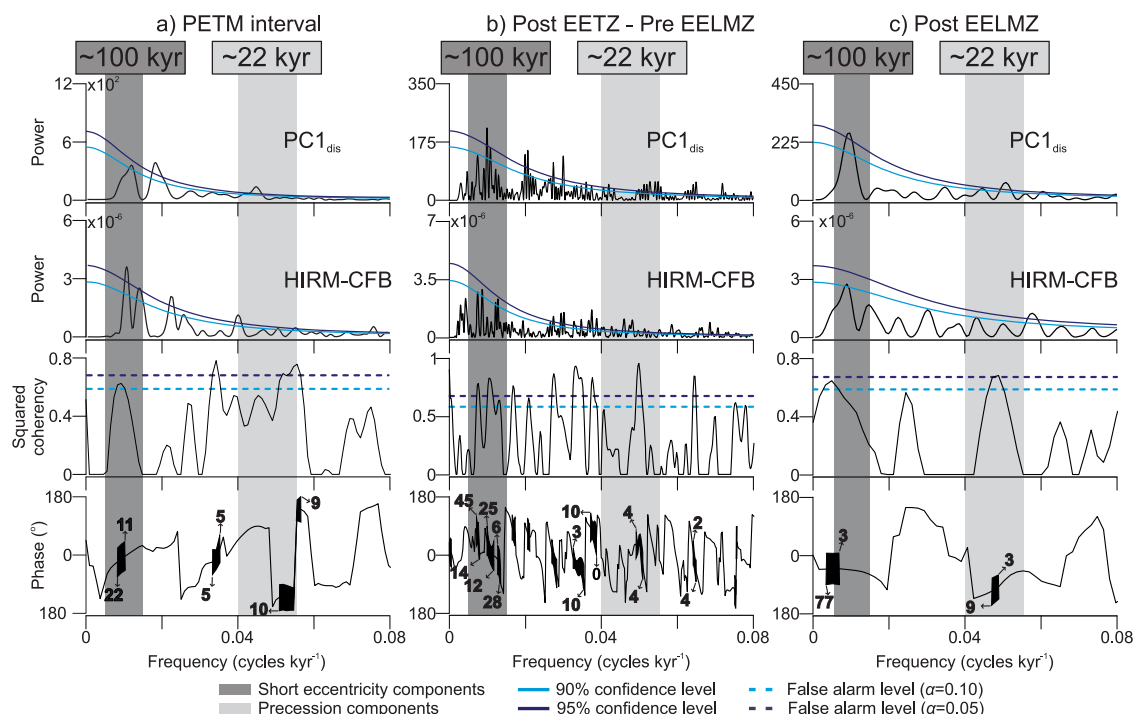 a) PETM interval
b) Post EETZ - Pre EELMZ
c) Post EELMZ
~100 kyr
~22 kyr
~100 kyr
~22 kyr
~100 kyr
~22 kyr
12
x10²
6
0
Power
PC1dis
350
175
0
PC1dis
450
225
0
PC1dis
6
x10⁻⁶
3
0
Power
HIRM-CFB
7
x10⁻⁶
3.5
0
HIRM-CFB
6
x10⁻⁶
3
0
HIRM-CFB
0.8
0.4
0
Squared coherency
1
0.5
0
0.8
0.4
0
180
0
180
Phase (°)
11
22
5
5
10
9
180
0
180
45
25
6
14
12
28
10
3
10
0
4
4
2
4
180
0
180
3
77
3
9
0
0.04
0.08
0
0.04
0.08
0
0.04
0.08
Frequency (cycles kyr⁻¹)
Frequency (cycles kyr⁻¹)
Frequency (cycles kyr⁻¹)
Short eccentricity components
90% confidence level
False alarm level (α=0.10)
Precession components
95% confidence level
False alarm level (α=0.05)